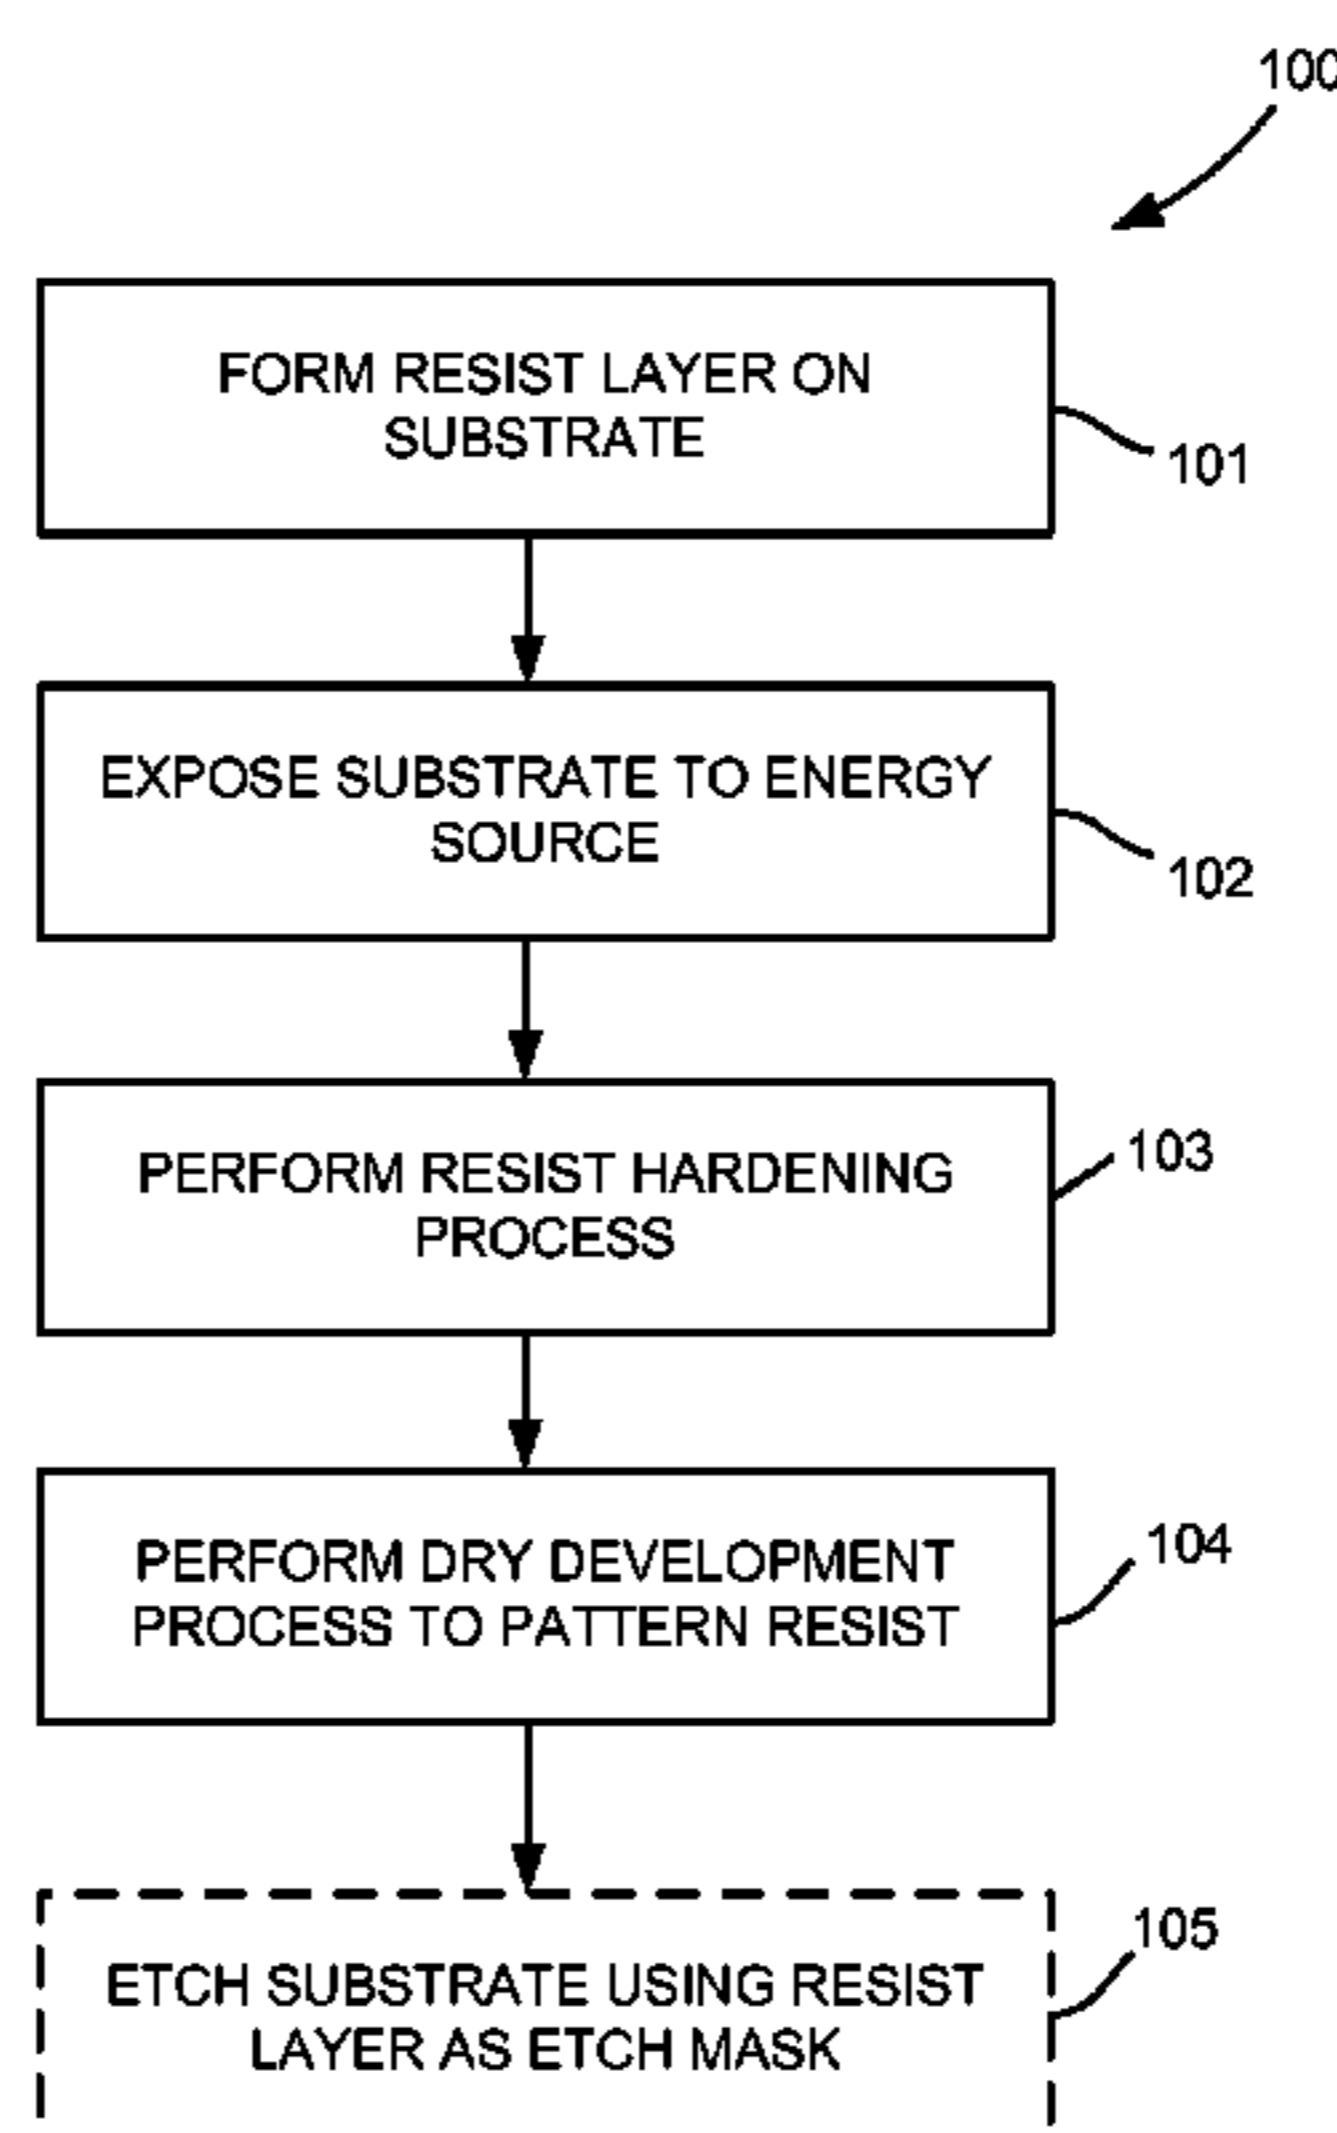 100
FORM RESIST LAYER ON
SUBSTRATE
101
EXPOSE SUBSTRATE TO ENERGY
SOURCE
102
PERFORM RESIST HARDENING
PROCESS
103
PERFORM DRY DEVELOPMENT
PROCESS TO PATTERN RESIST
104
ETCH SUBSTRATE USING RESIST
LAYER AS ETCH MASK
105